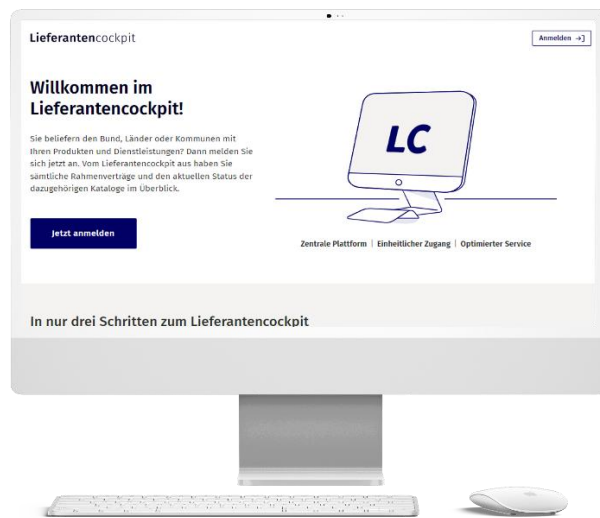 Lieferantencockpit
Anmelden
Willkommen im
Lieferantencockpit!
Sie beliefern den Bund, Länder oder Kommunen mit
Ihren Produkten und Dienstleistungen? Dann melden Sie
sich jetzt an. Vom Lieferantencockpit aus haben Sie
sämtliche Rahmenverträge und den aktuellen Status der
dazugehörigen Kataloge im Überblick.
Jetzt anmelden
LC
Zentrale Plattform | Einheitlicher Zugang | Optimierter Service
In nur drei Schritten zum Lieferantencockpit